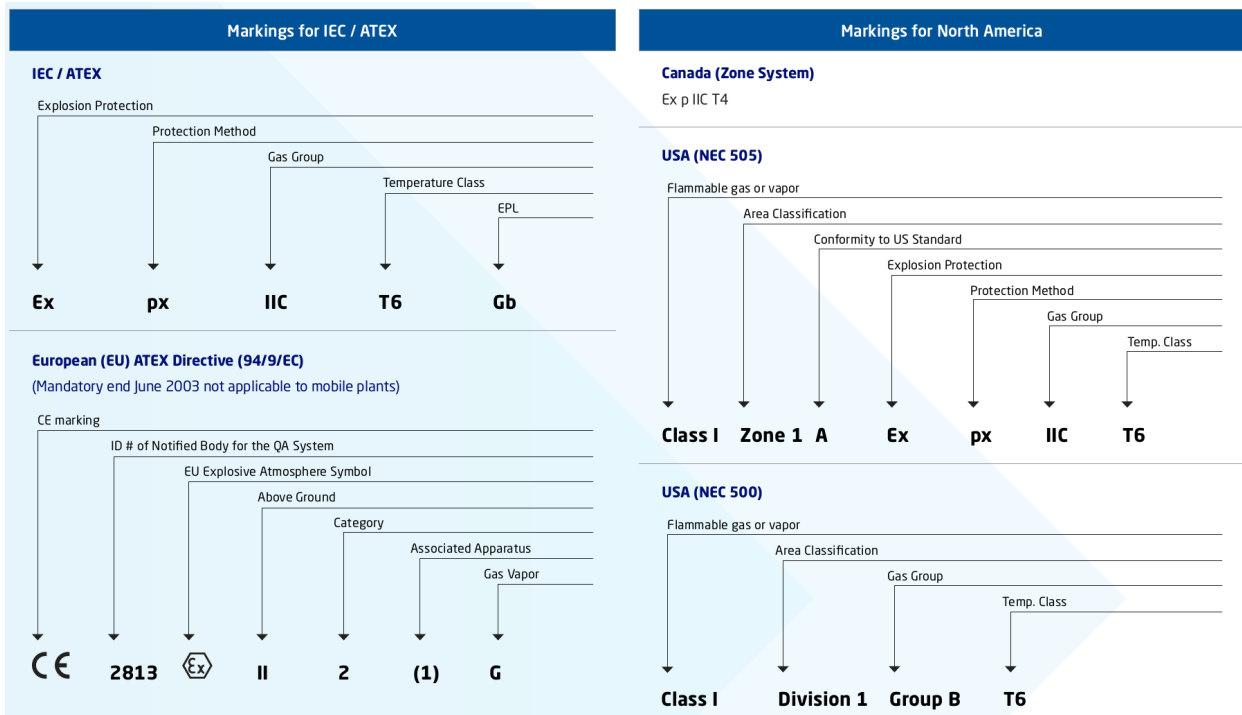 Markings for IEC / ATEX
IEC / ATEX
Explosion Protection
Protection Method
Gas Group
Temperature Class
EPL
Ex px IIC T6 Gb
European (EU) ATEX Directive (94/9/EC)
(Mandatory end June 2003 not applicable to mobile plants)
CE marking
ID # of Notified Body for the QA System
EU Explosive Atmosphere Symbol
Above Ground
Category
Associated Apparatus
Gas Vapor
CE 2813 Ex II 2 (1) G
Markings for North America
Canada (Zone System)
Ex p IIC T4
USA (NEC 505)
Flammable gas or vapor
Area Classification
Conformity to US Standard
Explosion Protection
Protection Method
Gas Group
Temp. Class
Class I Zone 1 A Ex px IIC T6
USA (NEC 500)
Flammable gas or vapor
Area Classification
Gas Group
Temp. Class
Class I Division 1 Group B T6